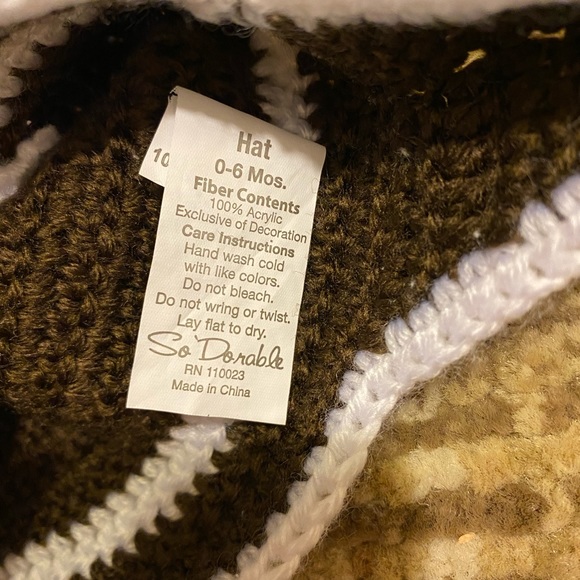 Hat
0-6 Mos.
Fiber Contents
100% Acrylic
Exclusive of Decoration
Care Instructions
Hand wash cold
with like colors.
Do not bleach.
Do not wring or twist.
Lay flat to dry.
So'Dorable
RN 110023
Made in China
10